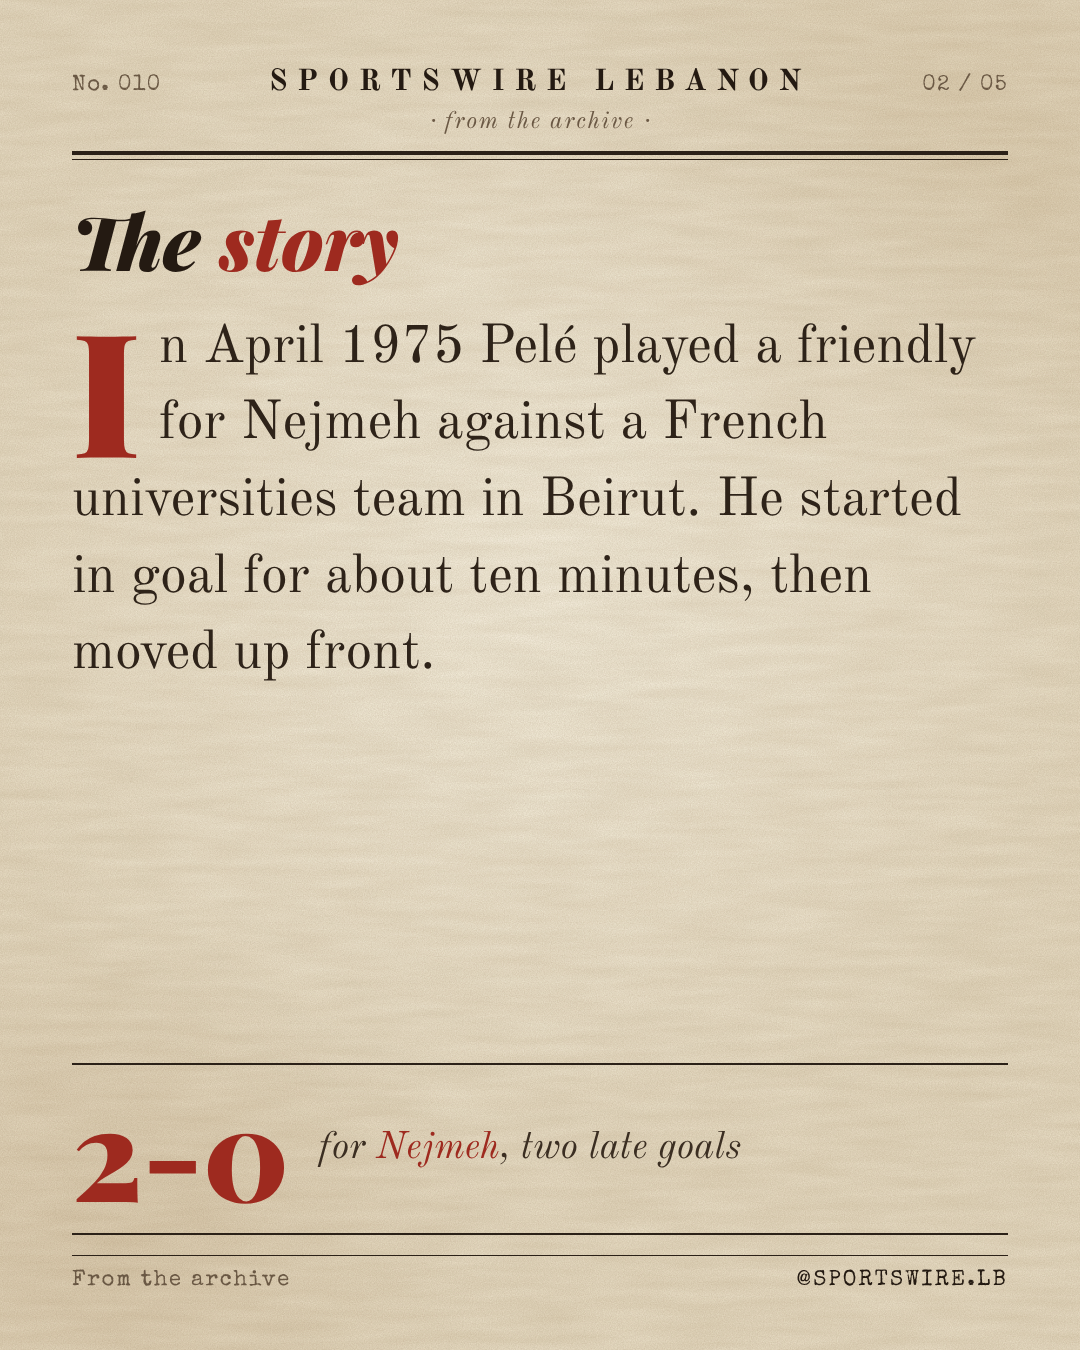 No. 010
SPORTSWIRE LEBANON
02 / 05
· from the archive ·
The story
In April 1975 Pelé played a friendly
for Nejmeh against a French
universities team in Beirut. He started
in goal for about ten minutes, then
moved up front.
2–0
for Nejmeh, two late goals
From the archive
@SPORTSWIRE.LB